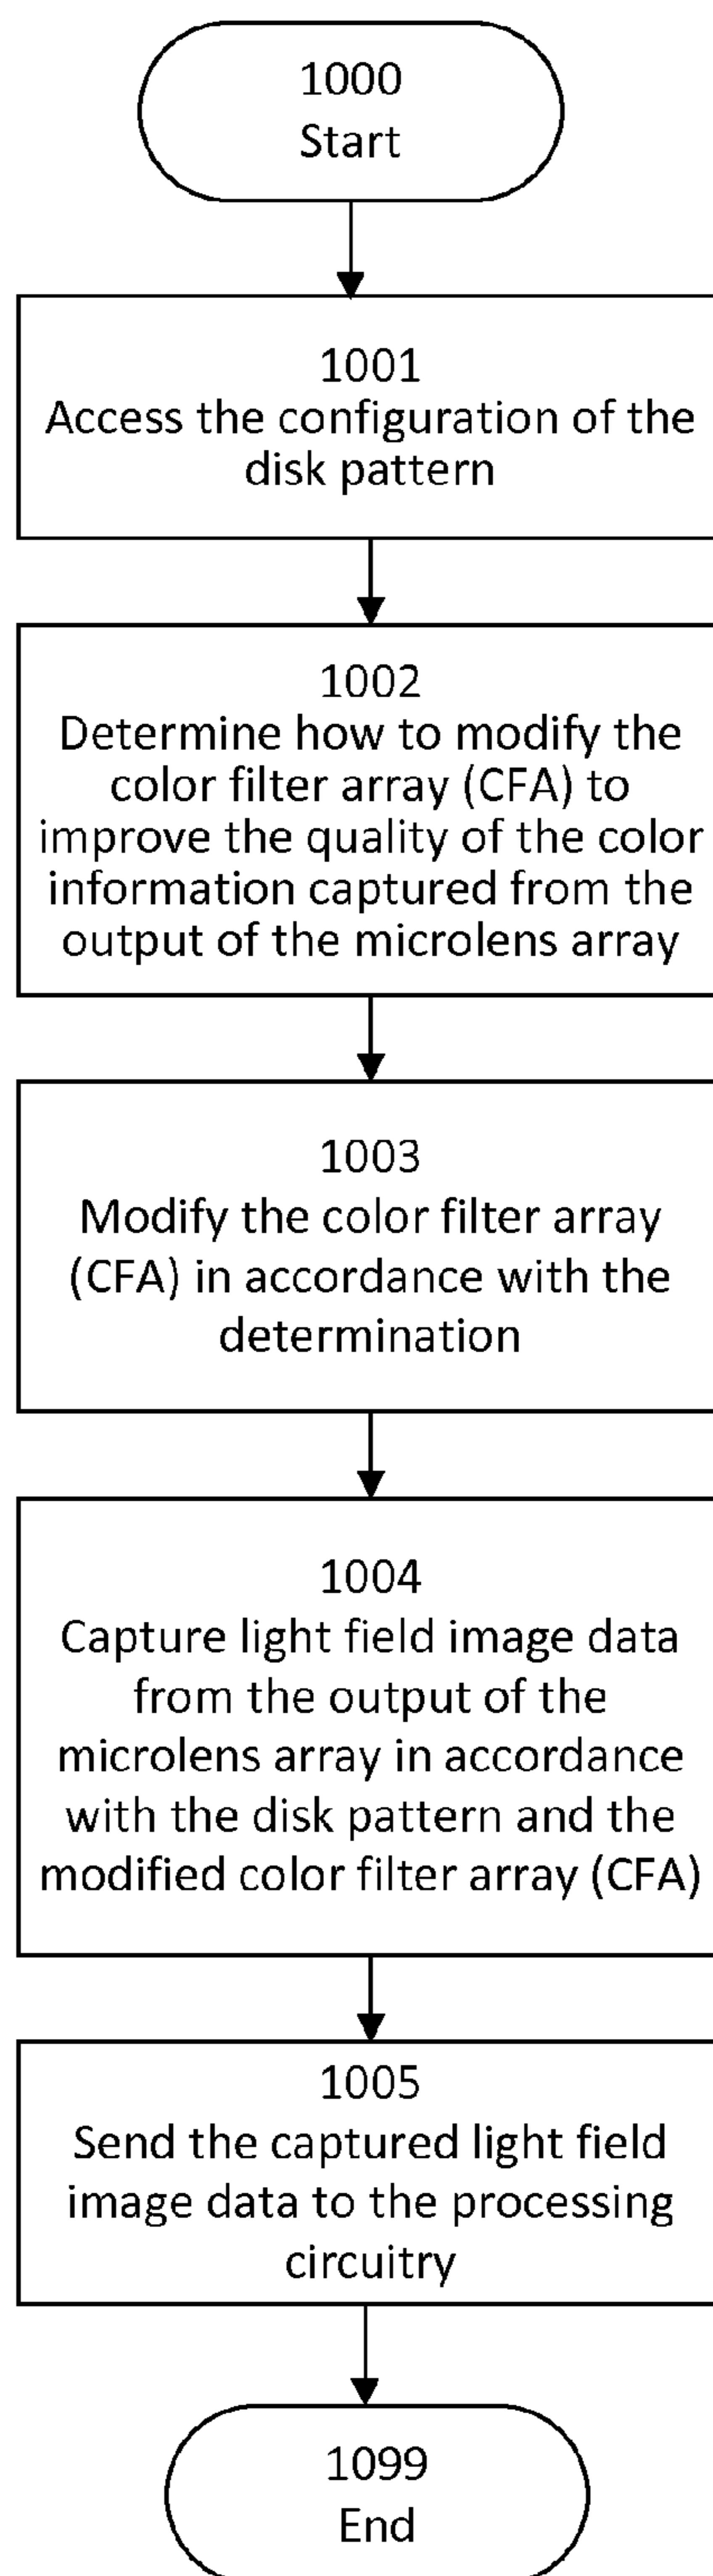 1000
Start
1001
Access the configuration of the
disk pattern
1002
Determine how to modify the
color filter array (CFA) to
improve the quality of the color
information captured from the
output of the microlens array
1003
Modify the color filter array
(CFA) in accordance with the
determination
1004
Capture light field image data
from the output of the
microlens array in accordance
with the disk pattern and the
modified color filter array (CFA)
1005
Send the captured light field
image data to the processing
circuitry
1099
End